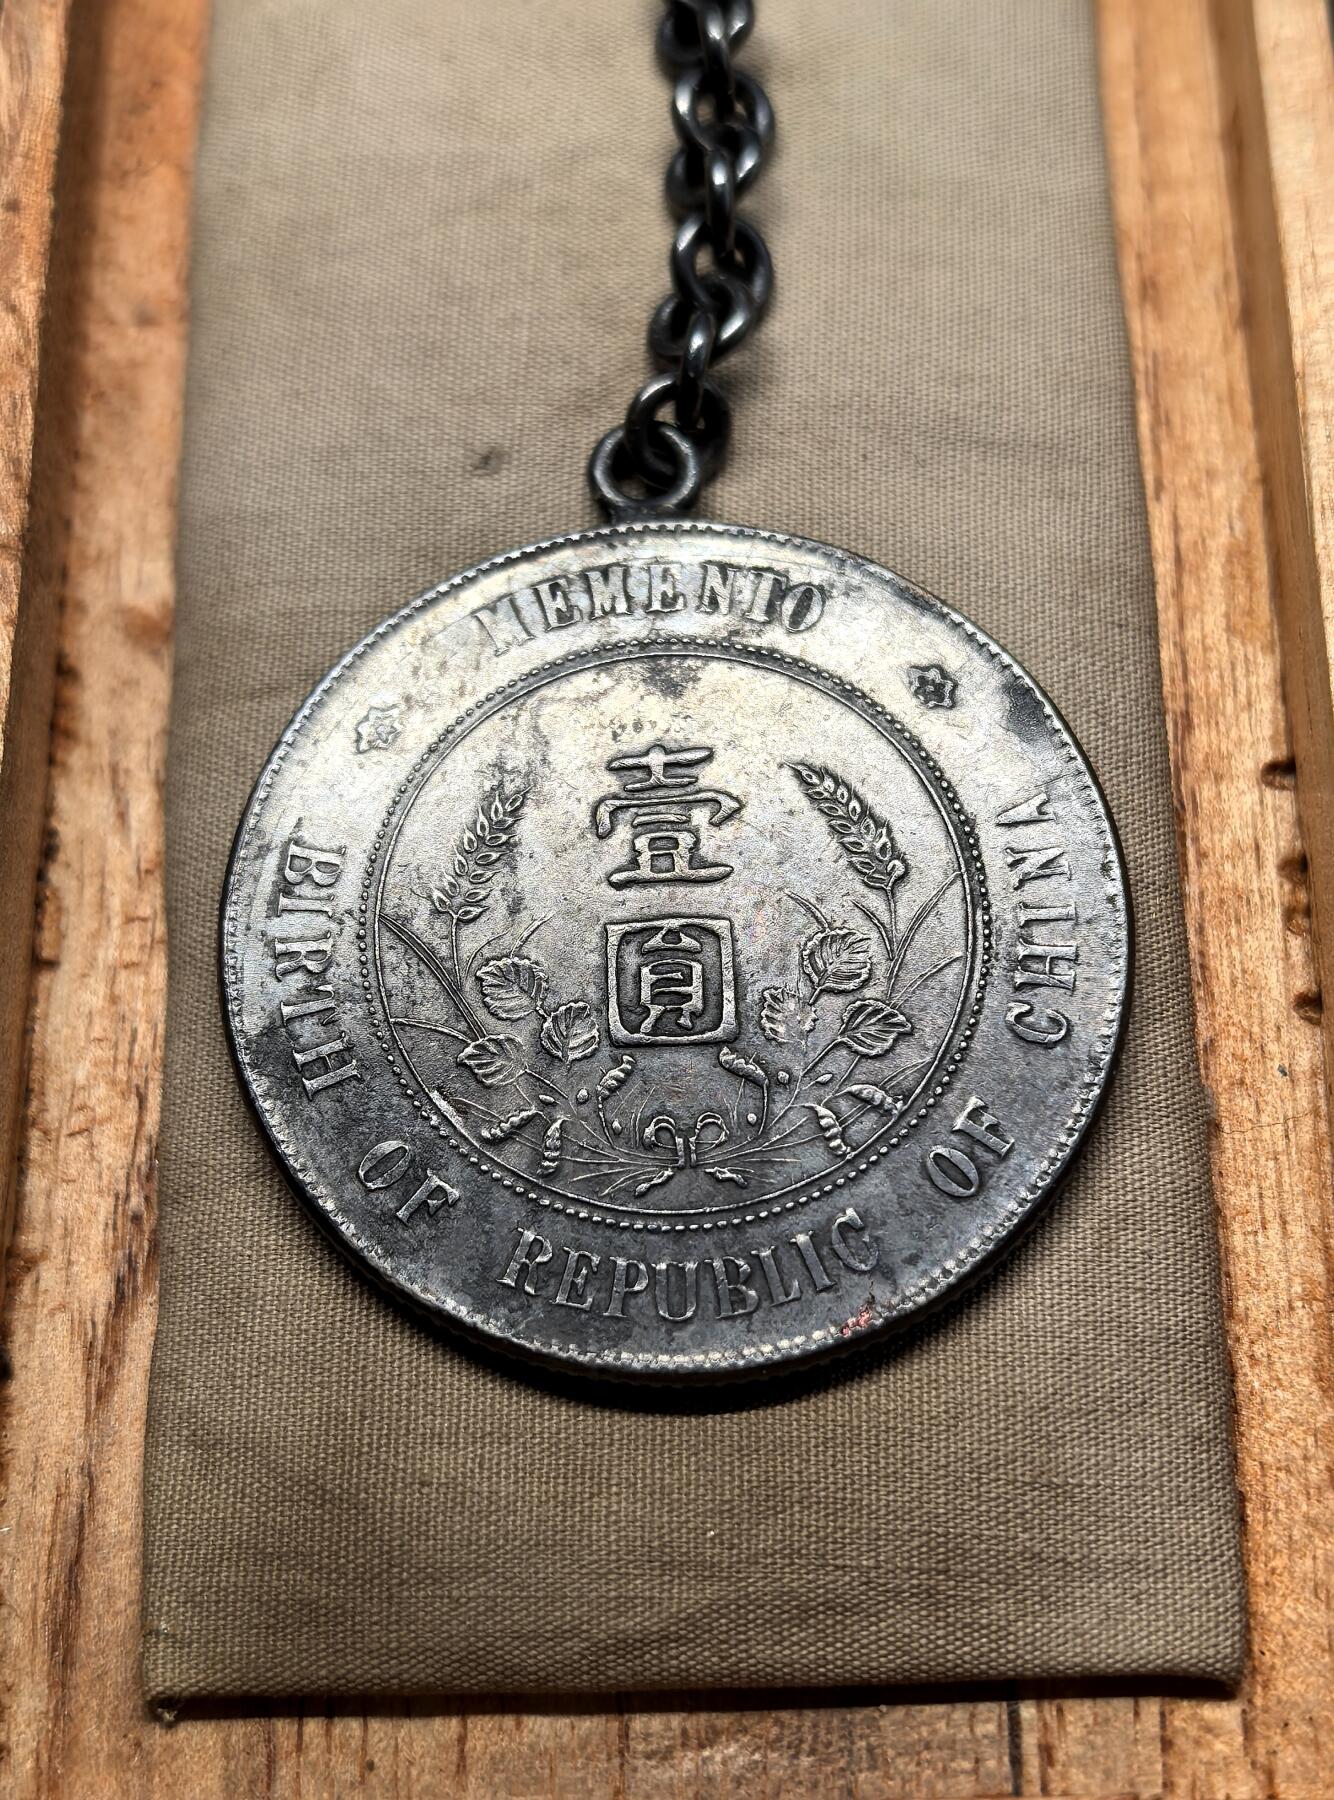 MEMENTO
BIRTH OF REPUBLIC OF CHINA
壹
圓